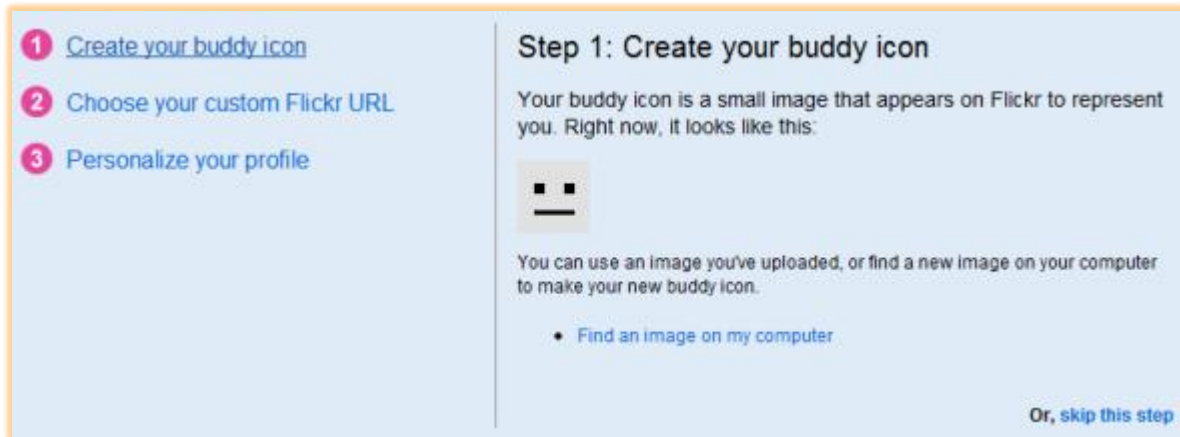 1 Create your buddy icon
2 Choose your custom Flickr URL
3 Personalize your profile
Step 1: Create your buddy icon
Your buddy icon is a small image that appears on Flickr to represent
you. Right now, it looks like this:
You can use an image you've uploaded, or find a new image on your computer
to make your new buddy icon.
• Find an image on my computer
Or, skip this step